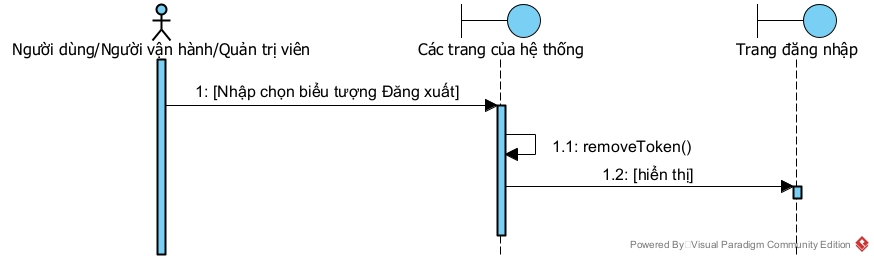 Người dùng/Người vận hành/Quản trị viên
Các trang của hệ thống
Trang đăng nhập
1: [Nhập chọn biểu tượng Đăng xuất]
1.1: removeToken()
1.2: [hiển thị]
Powered By Visual Paradigm Community Edition